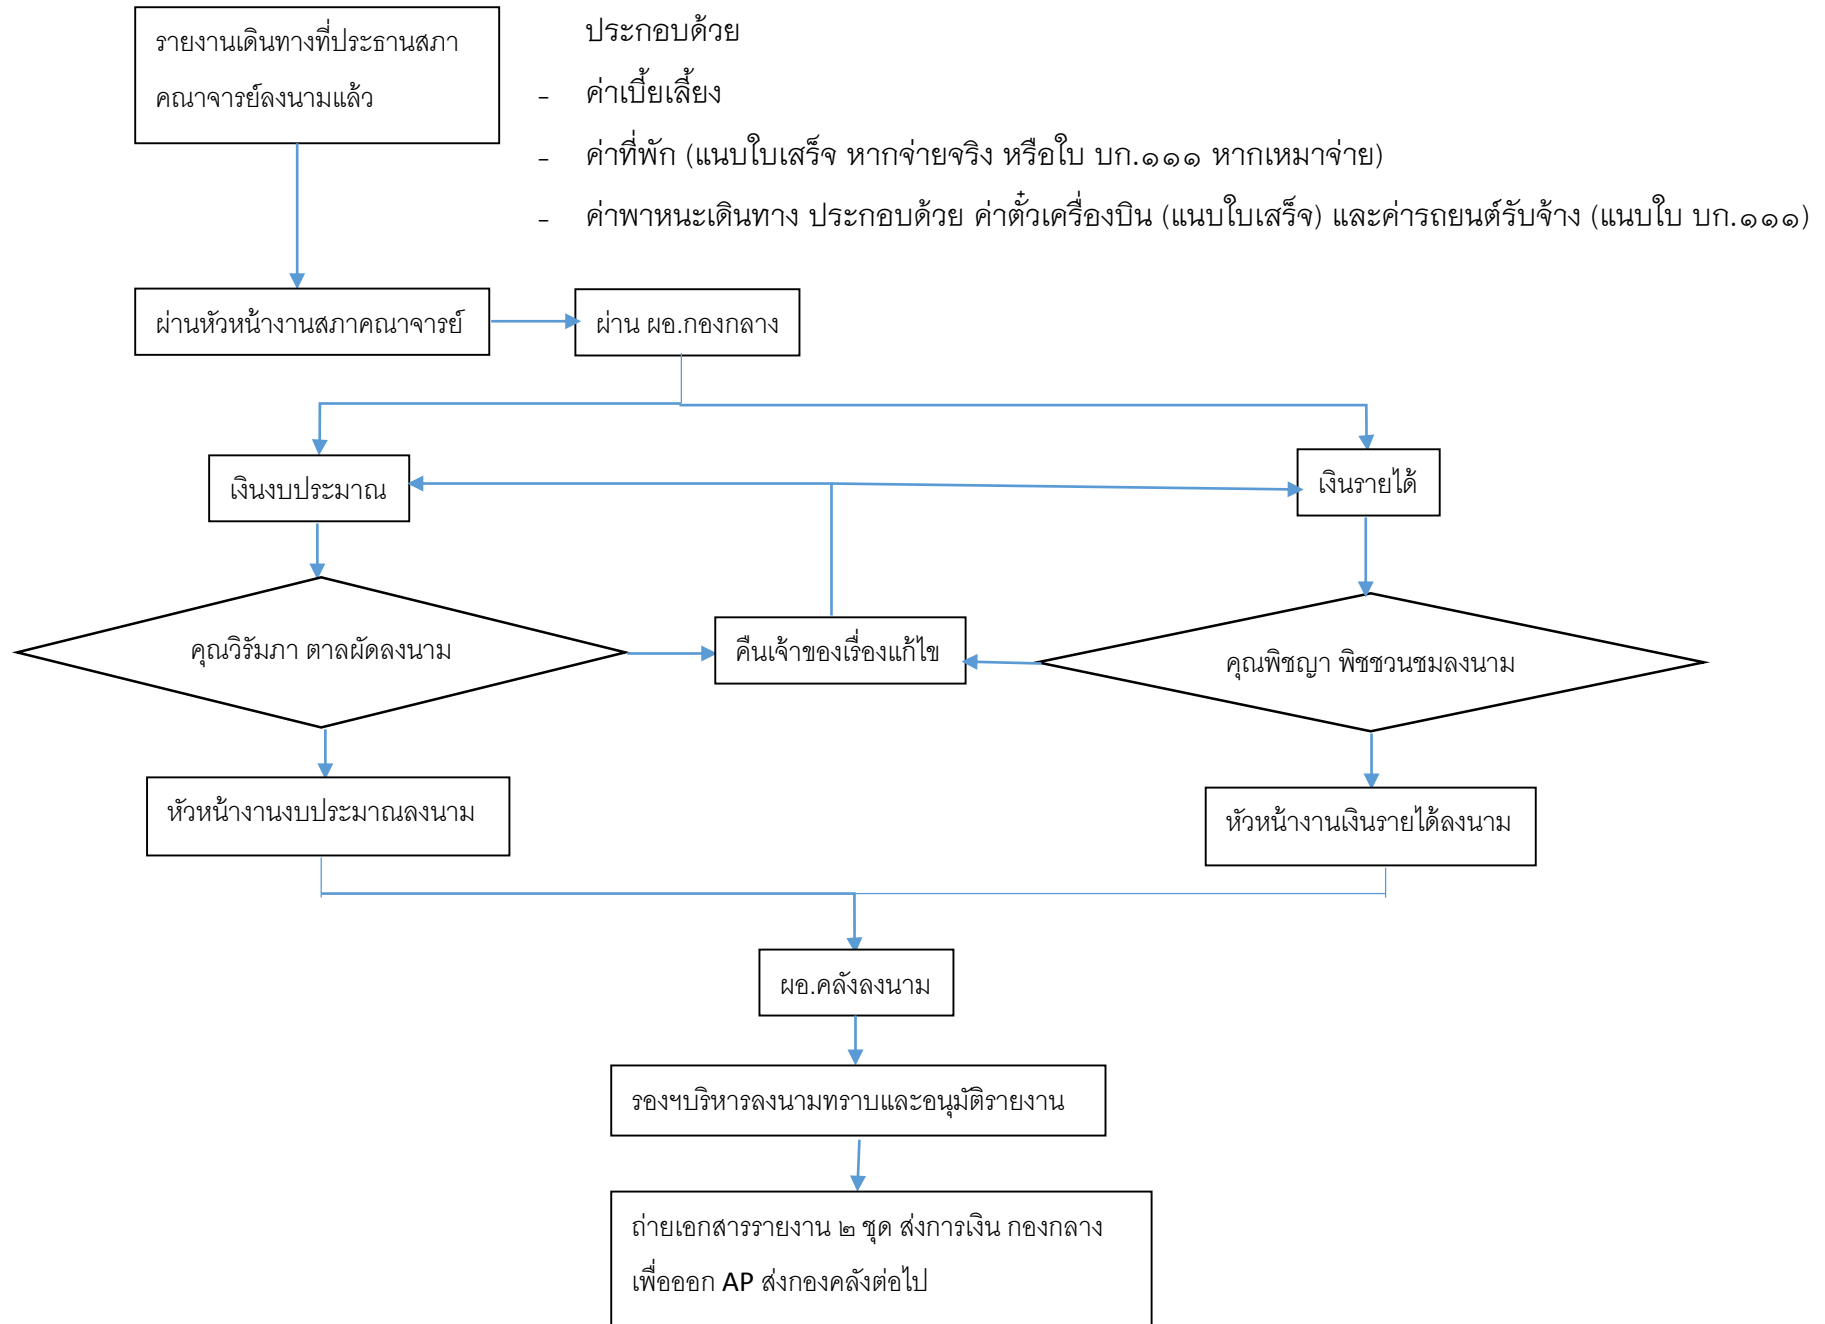 รายงานเดินทางที่ประธานสภา
คณาจารย์ลงนามแล้ว
ประกอบด้วย
- ค่าเบี้ยเลี้ยง
- ค่าที่พัก (แนบใบเสร็จ หากจ่ายจริง หรือใบ บก.๑๑๑ หากเหมาจ่าย)
- ค่าพาหนะเดินทาง ประกอบด้วย ค่าตั๋วเครื่องบิน (แนบใบเสร็จ) และค่ารถยนต์รับจ้าง (แนบใบ บก.๑๑๑)
ผ่านหัวหน้างานสภาคณาจารย์
ผ่าน ผอ.กองกลาง
เงินงบประมาณ
เงินรายได้
คุณวิรัมภา ตาลผัดลงนาม
คืนเจ้าของเรื่องแก้ไข
คุณพิชญา พิชชวนชมลงนาม
หัวหน้างานงบประมาณลงนาม
หัวหน้างานเงินรายได้ลงนาม
ผอ.คลังลงนาม
รองฯบริหารลงนามทราบและอนุมัติรายงาน
ถ่ายเอกสารรายงาน ๒ ชุด ส่งการเงิน กองกลาง
เพื่อออก AP ส่งกองคลังต่อไป